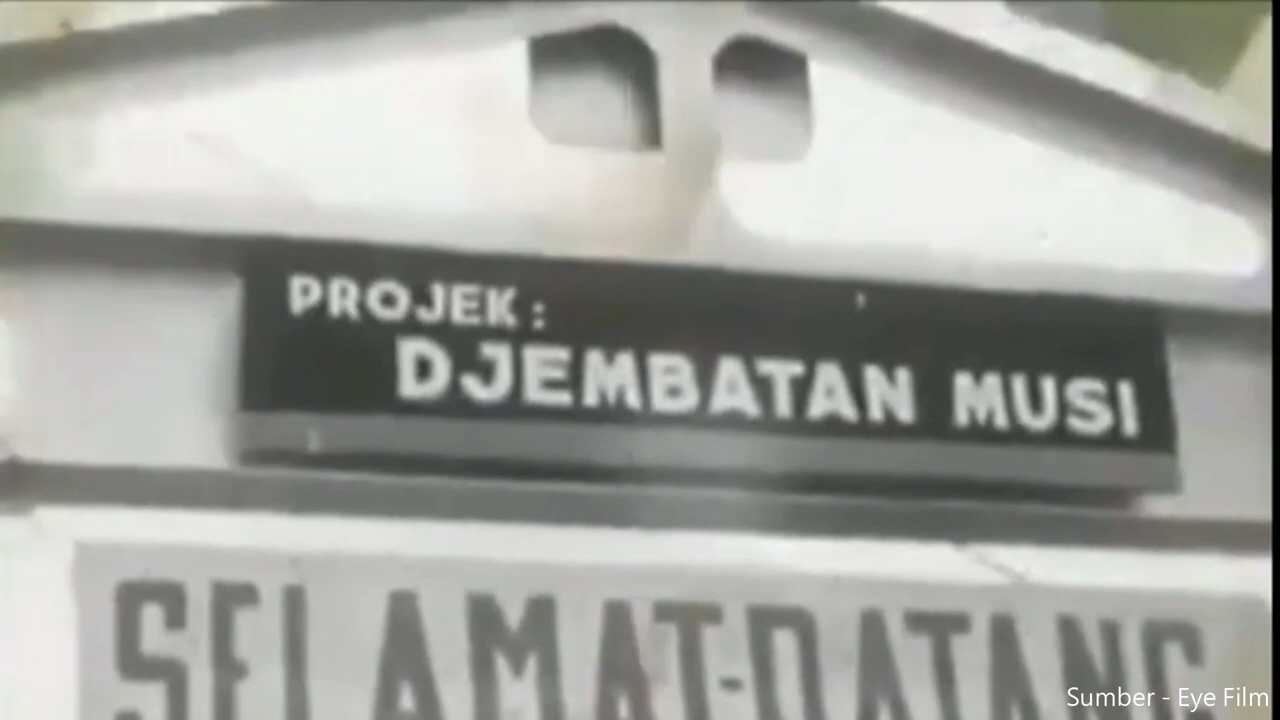 PROJEK :
DJEMBATAN MUSI
SELAMAT-DATANG
Sumber - Eye Film